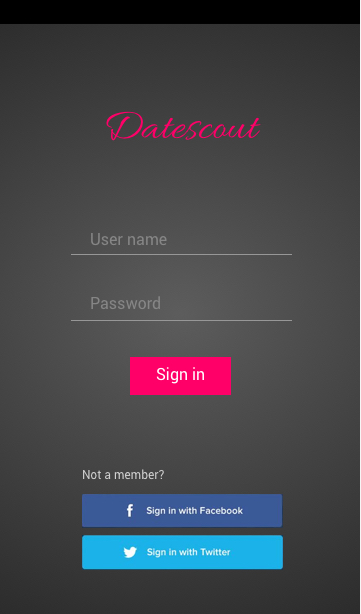 Datescout
User name
Password
Sign in
Not a member?
Sign in with Facebook
Sign in with Twitter